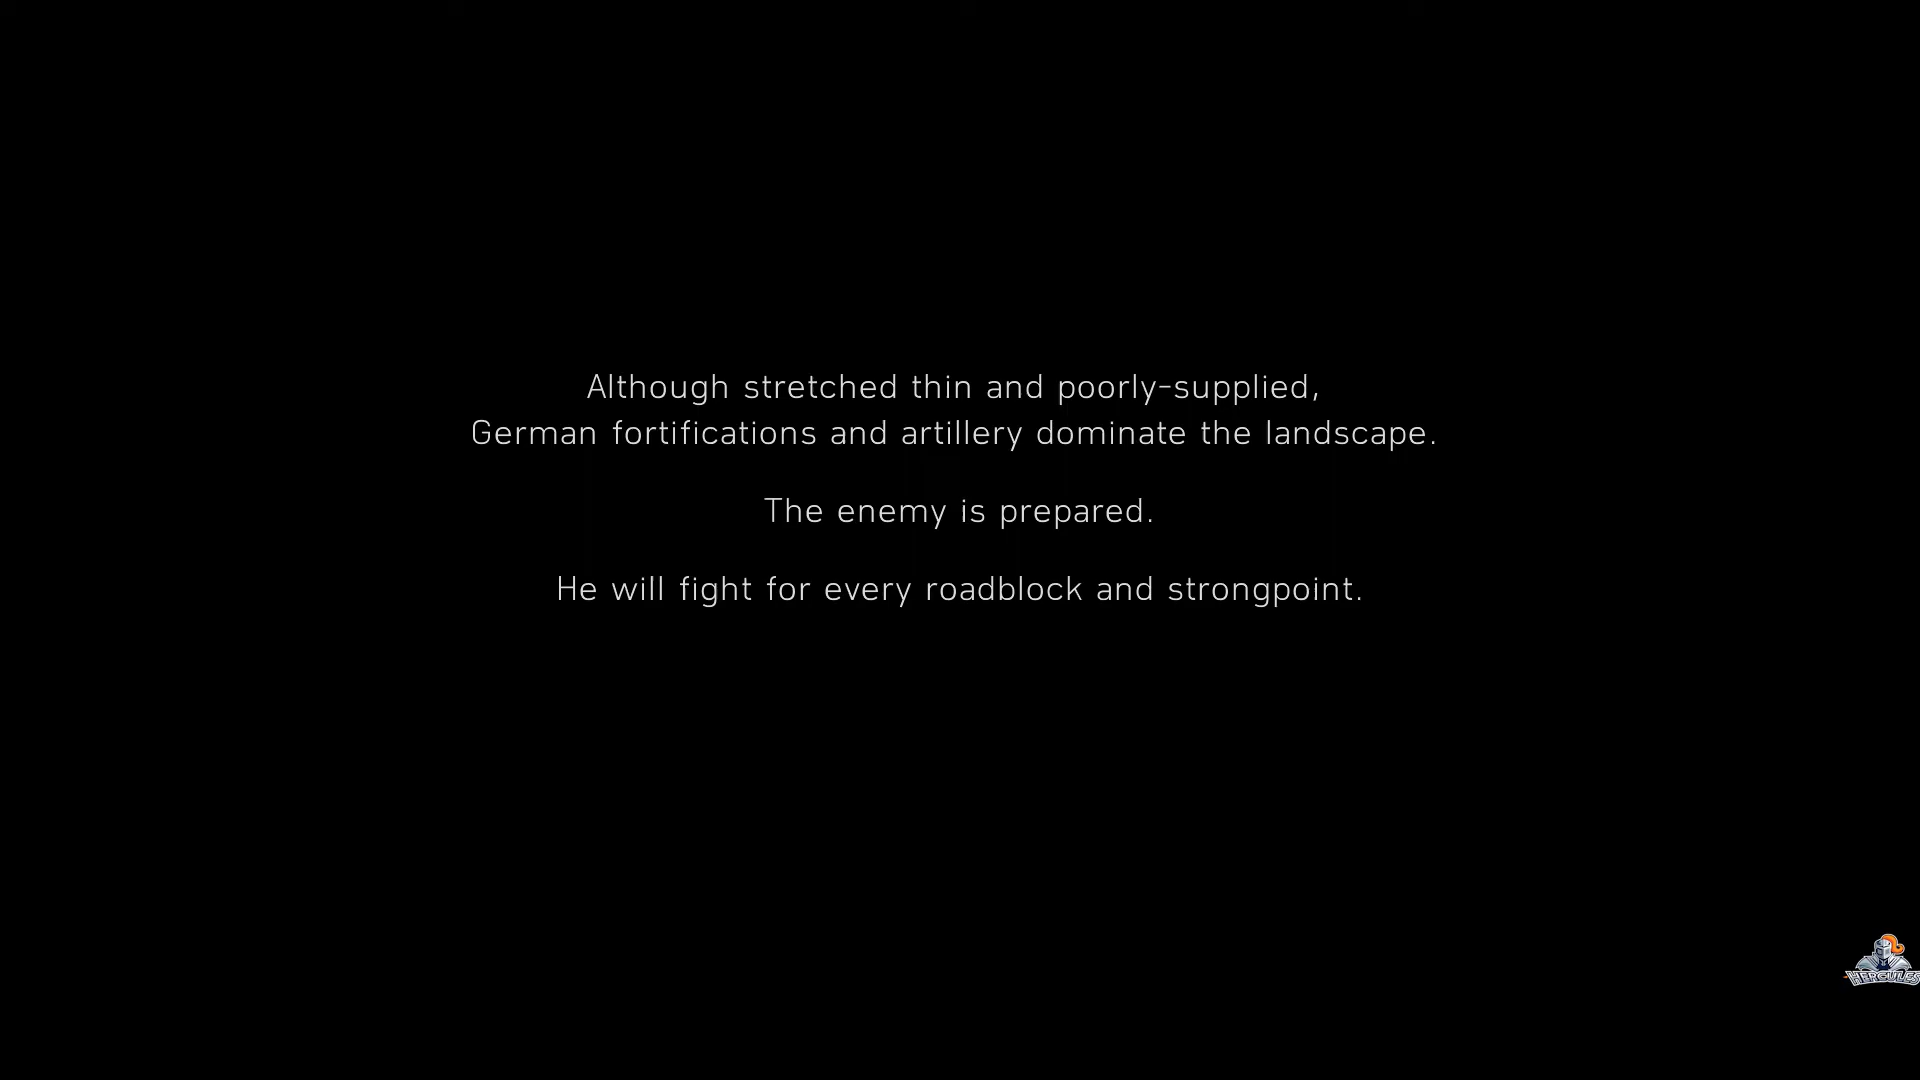 Although stretched thin and poorly-supplied,
German fortifications and artillery dominate the landscape.
The enemy is prepared.
He will fight for every roadblock and strongpoint.
HERCULES